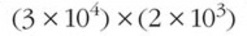 (3 × 10⁴) × (2 × 10³)